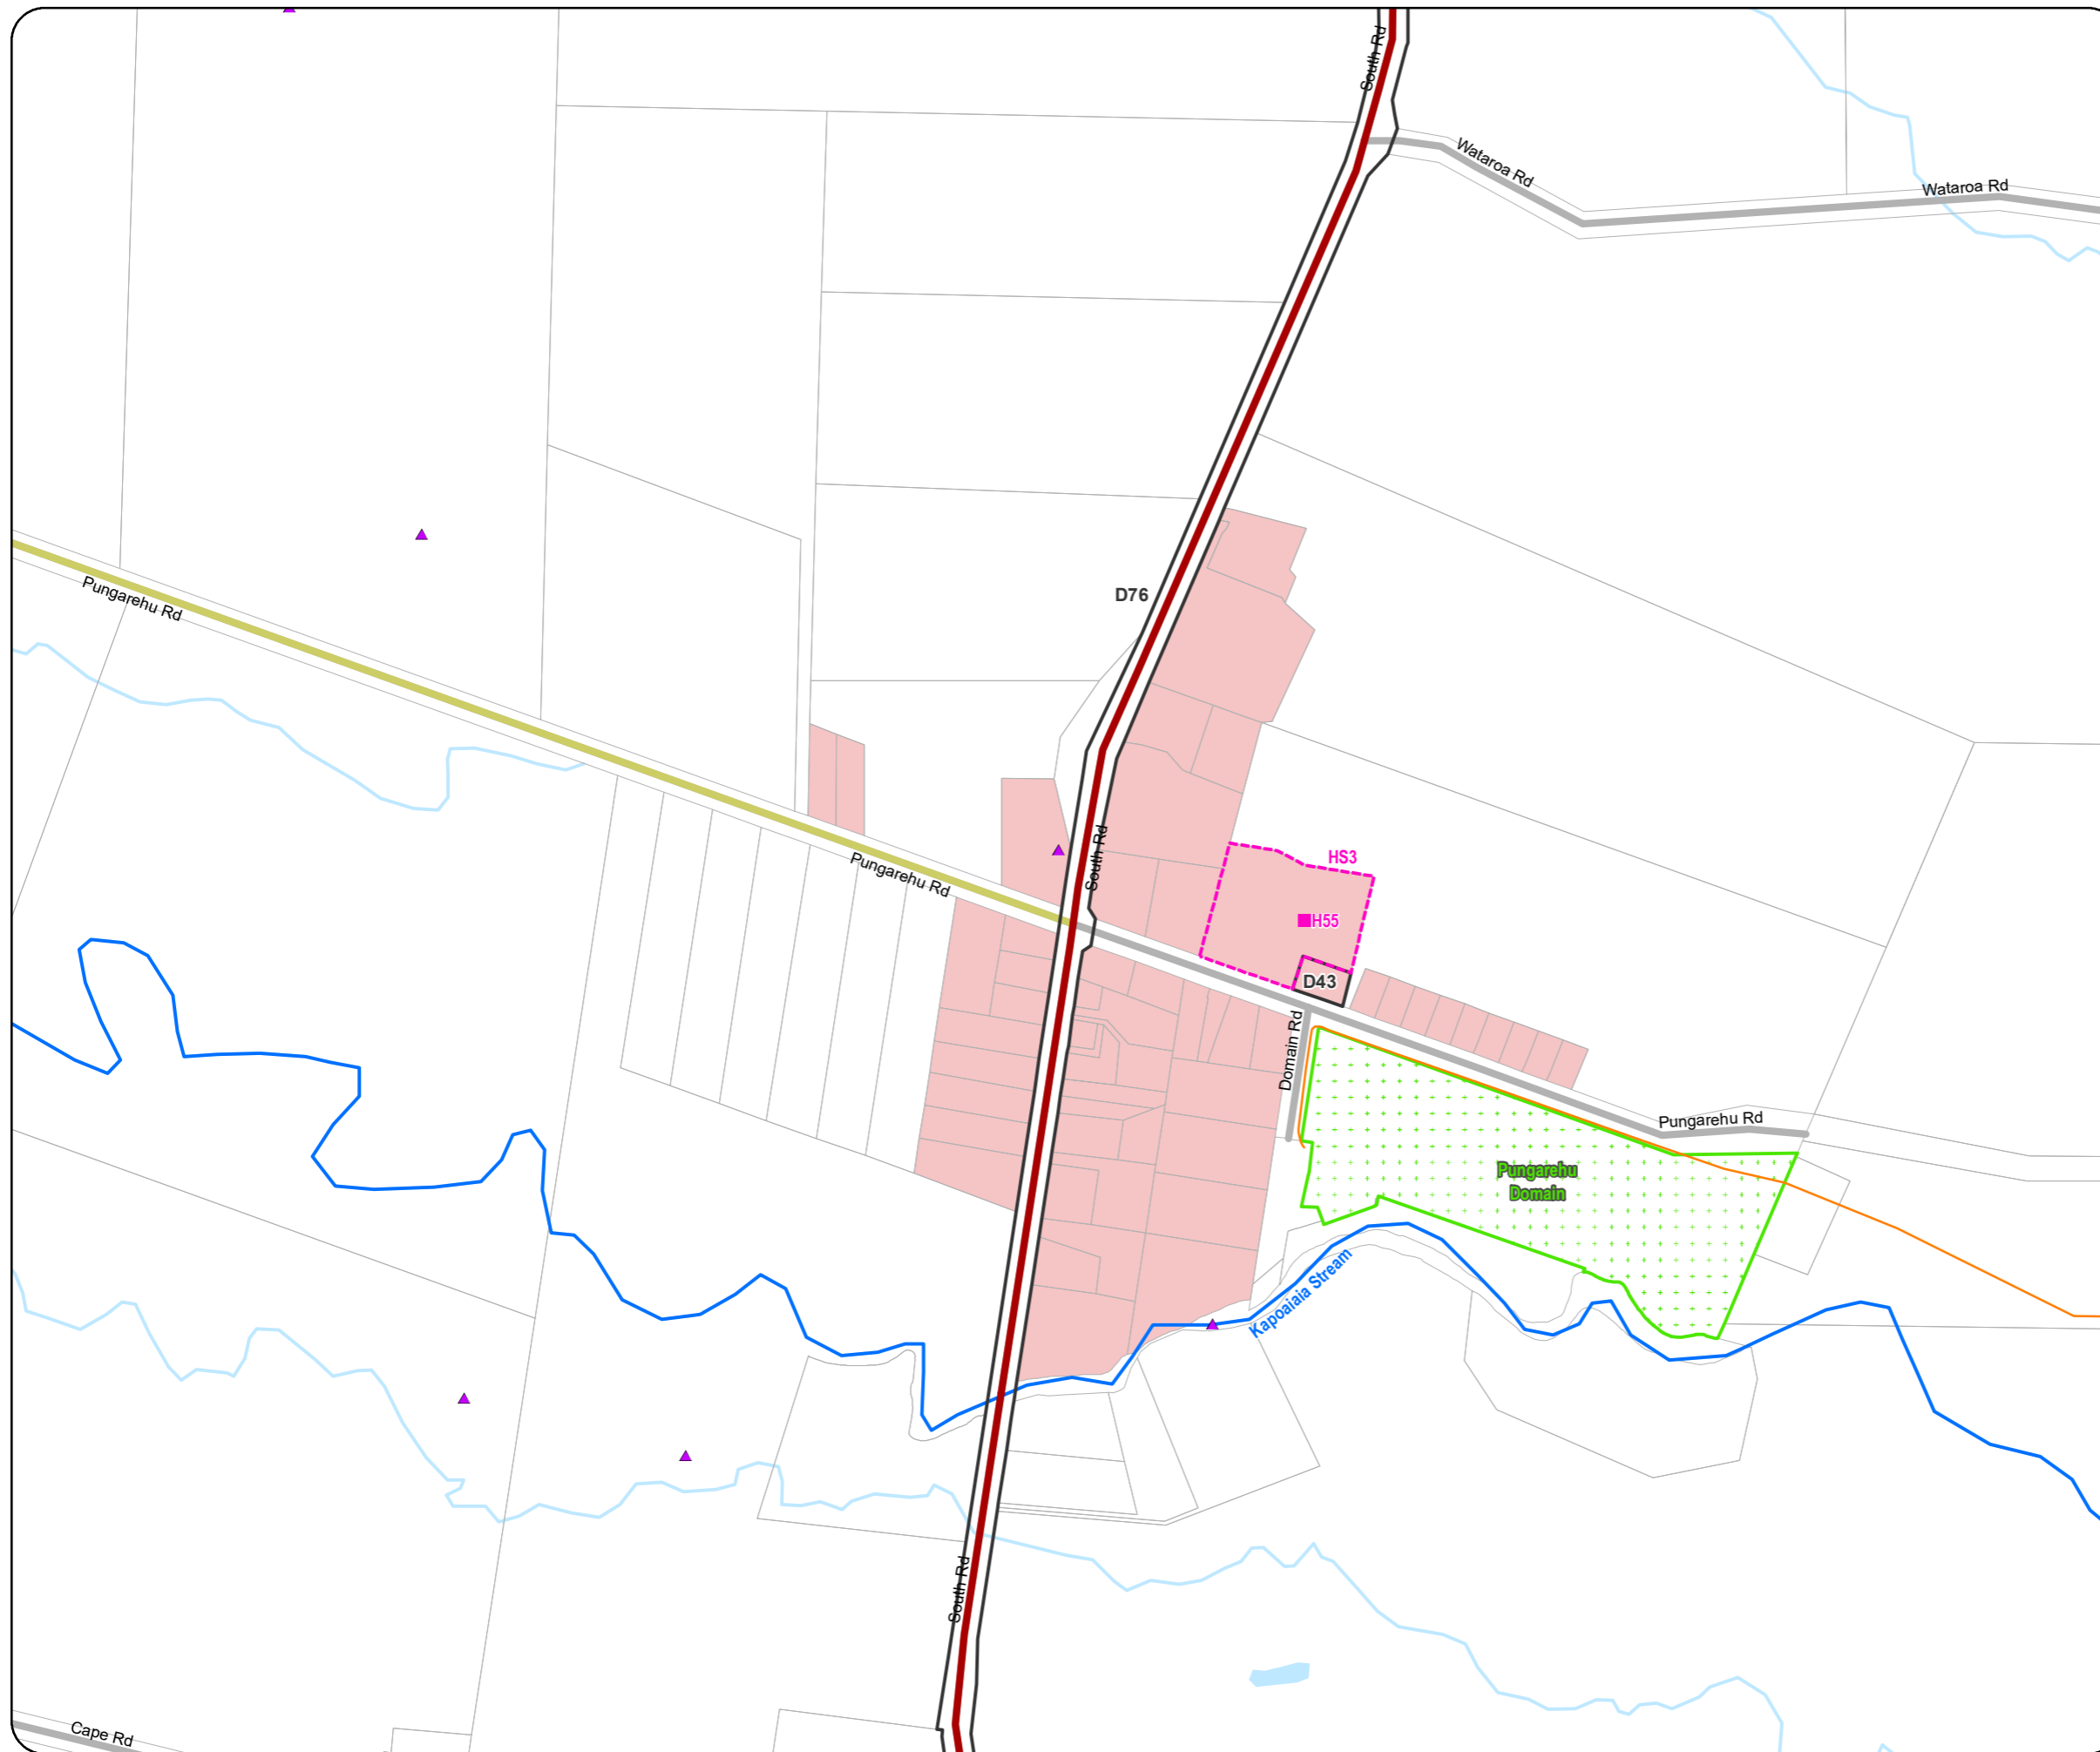 South Rd
Wataroa Rd
Wataroa Rd
Pungarehu Rd
D76
South Rd
Pungarehu Rd
HS3
H55
D43
Domain Rd
Pungarehu Rd
Pungarehu
Domain
Kapoaiaia Stream
South Rd
Cape Rd